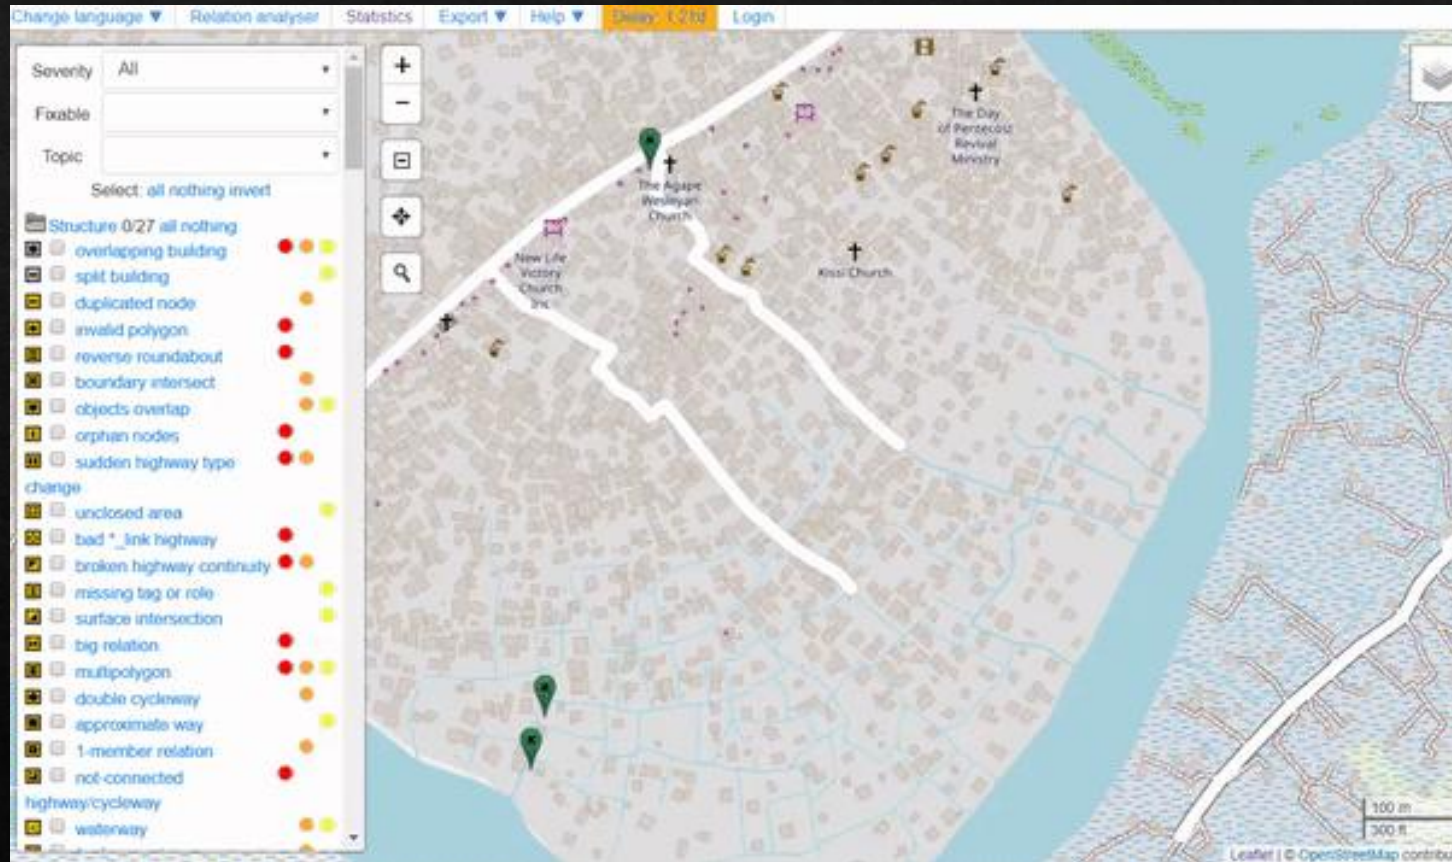 Change language ▼ Relation analyser Statistics Export ▼ Help ▼ Delay: 1.21d Login
Severity All
Fixable
Topic
Select: all nothing invert
Structure 0/27 all nothing
overlapping building
split building
duplicated node
invalid polygon
reverse roundabout
boundary intersect
objects overlap
orphan nodes
sudden highway type
change
unclosed area
bad *_link highway
broken highway continuity
missing tag or role
surface intersection
big relation
multipolygon
double cycleway
approximate way
1-member relation
not-connected
highway/cycleway
waterway
The Day
of Pentecost
Revival
Ministry
The Agape
Wesleyan
Church
New Life
Victory
Church
Inc
Kissi Church
100 m
300 ft
Leaflet | © OpenStreetMap